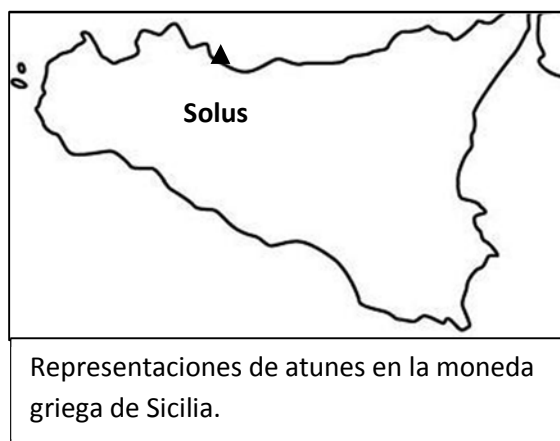 Solus
Representaciones de atunes en la moneda
griega de Sicilia.